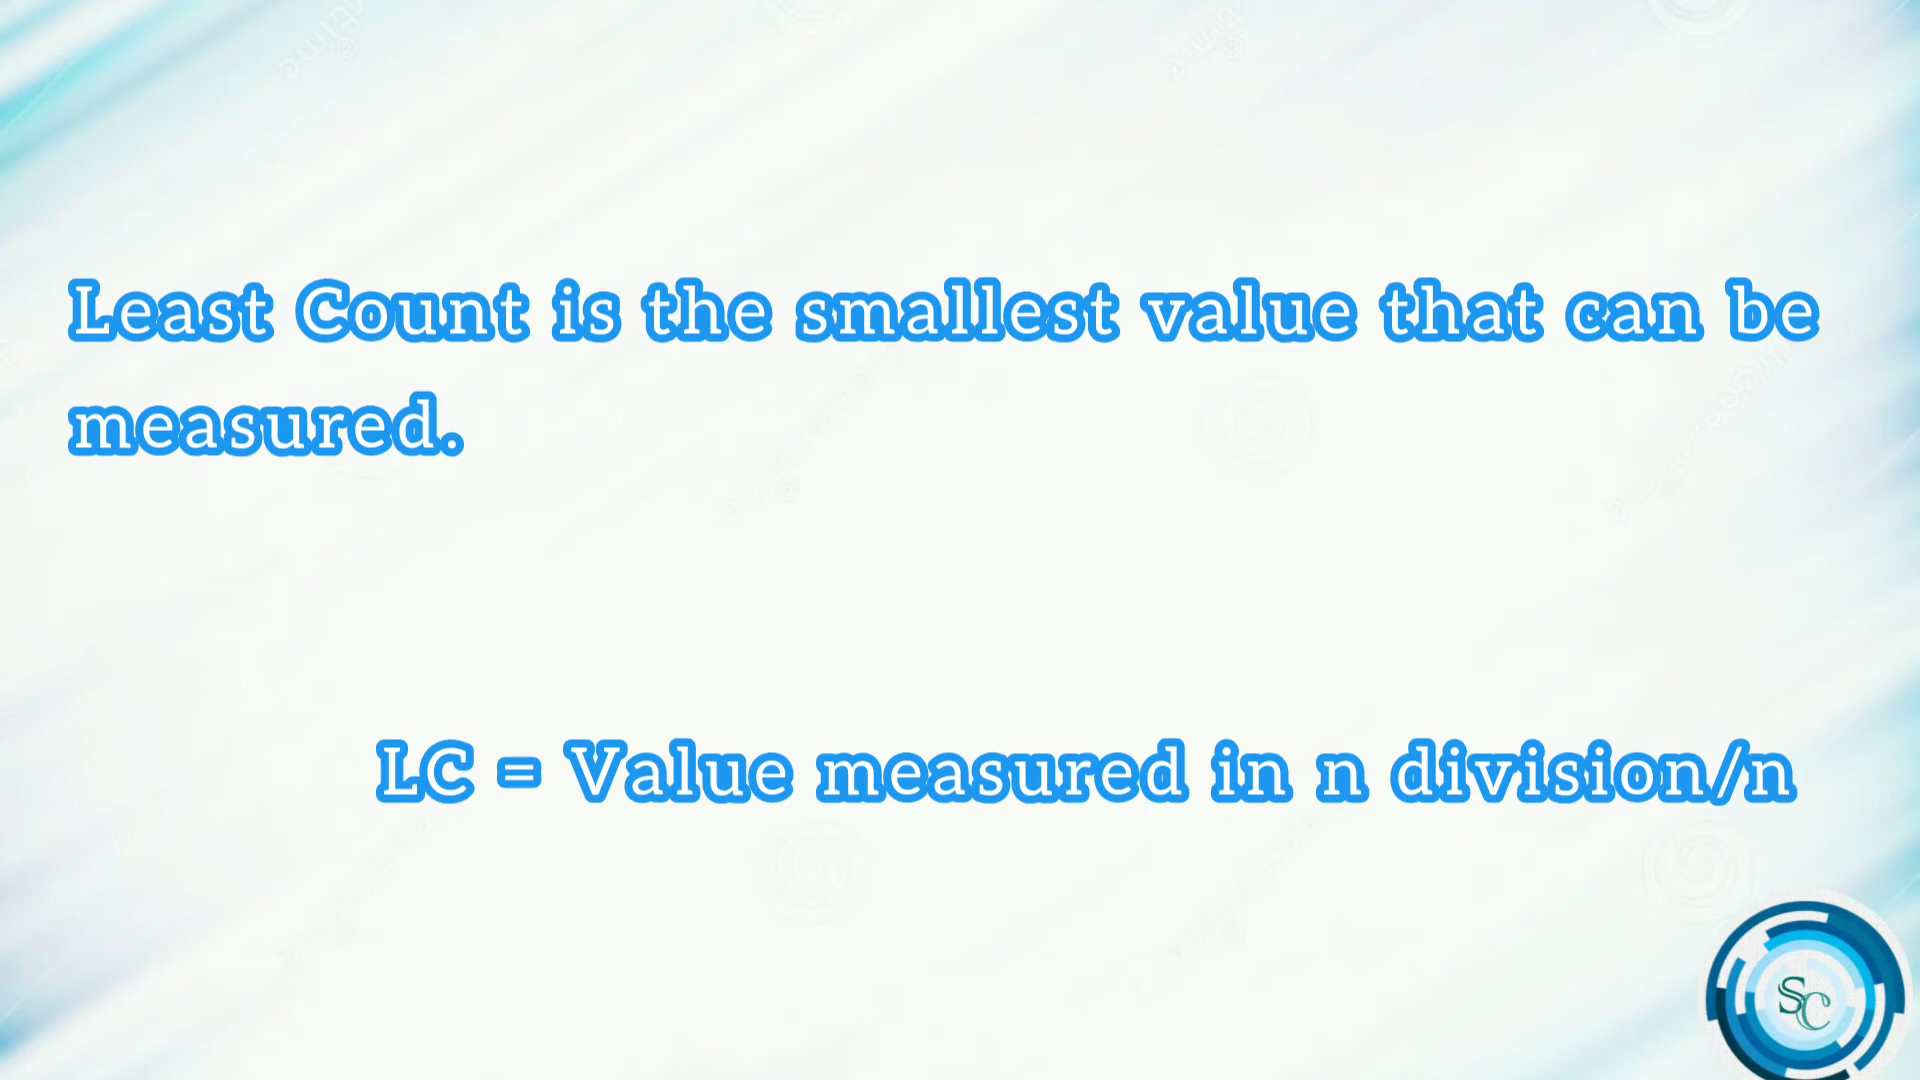 Least Count is the smallest value that can be
measured.
LC = Value measured in n division/n
SC